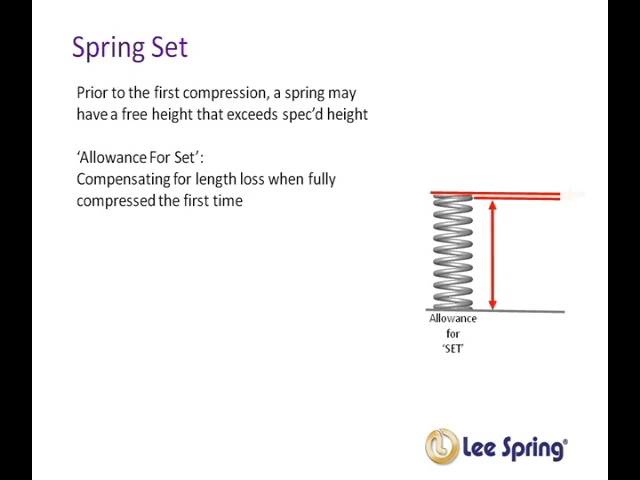 Spring Set
Prior to the first compression, a spring may
have a free height that exceeds spec'd height
‘Allowance For Set’:
Compensating for length loss when fully
compressed the first time
Allowance
for
‘SET’
Lee Spring®